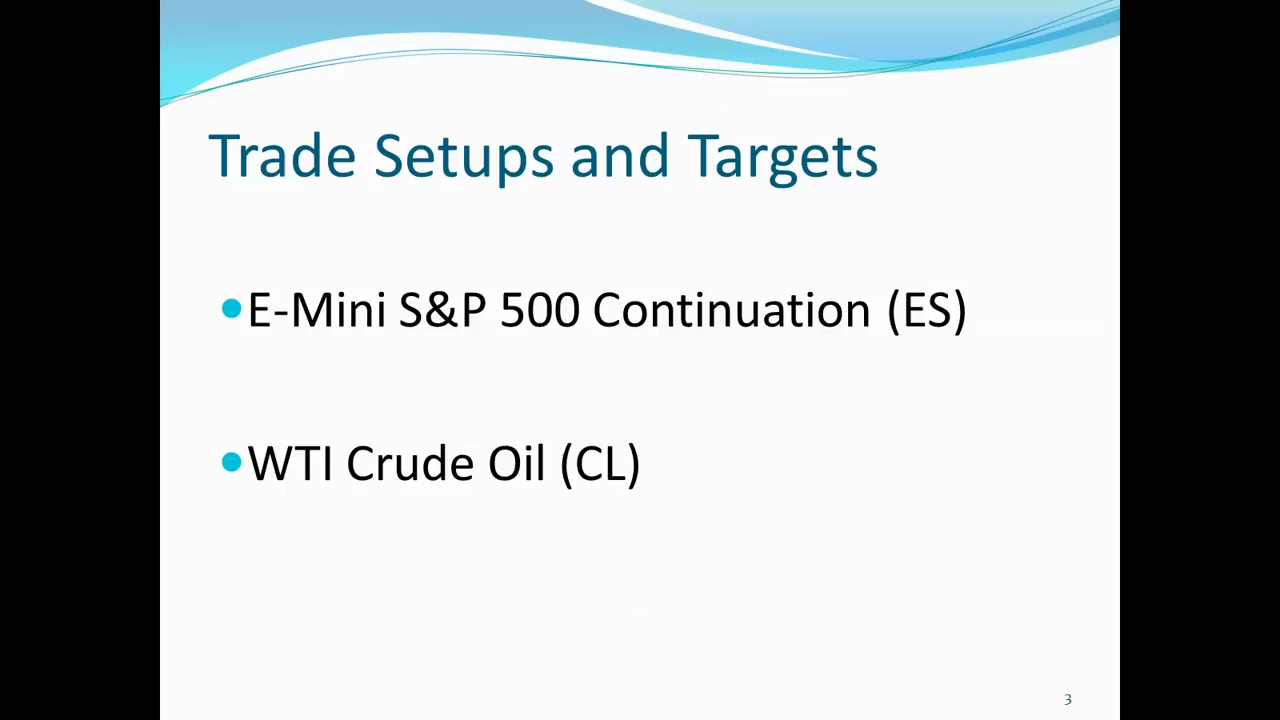 Trade Setups and Targets
•E-Mini S&P 500 Continuation (ES)
•WTI Crude Oil (CL)
3